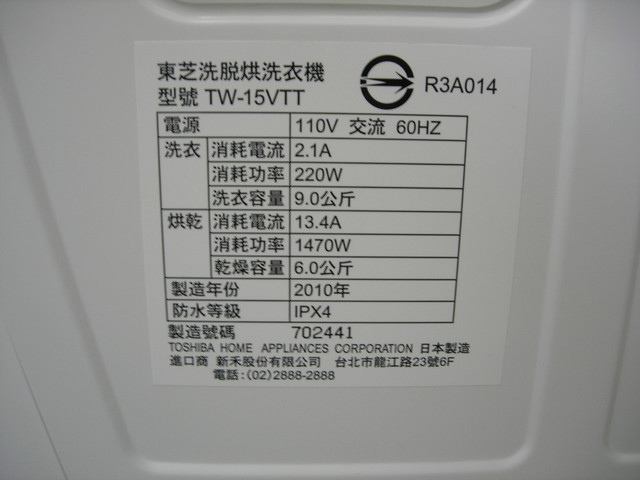 東芝洗脱烘洗衣機
型號 TW-15VTT
R3A014
電源 110V 交流 60HZ
洗衣 消耗電流 2.1A
消耗功率 220W
洗衣容量 9.0公斤
烘乾 消耗電流 13.4A
消耗功率 1470W
乾燥容量 6.0公斤
製造年份 2010年
防水等級 IPX4
製造號碼 702441
TOSHIBA HOME APPLIANCES CORPORATION 日本製造
進口商 新禾股份有限公司 台北市龍江路23號6F
電話:(02)2888-2888